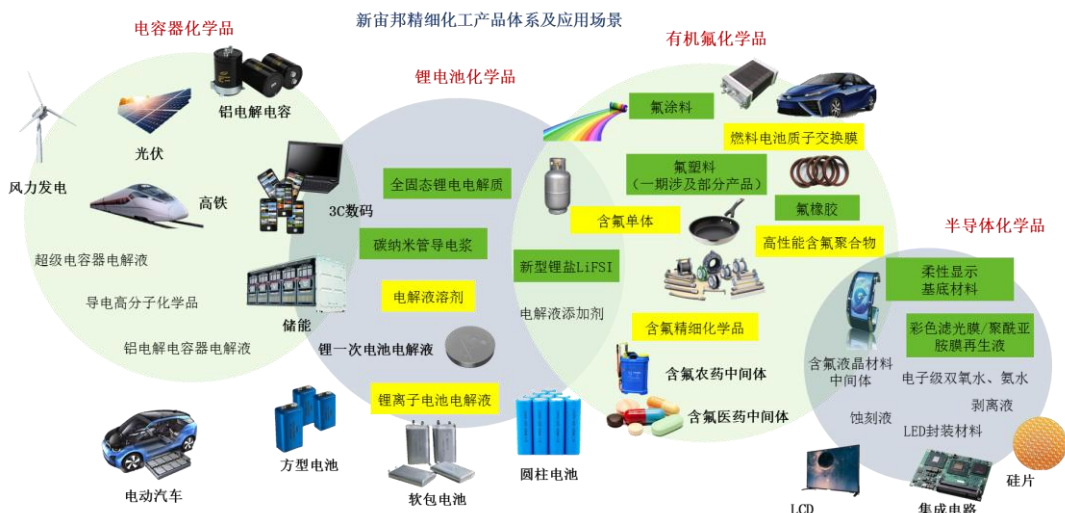 新宙邦精细化工产品体系及应用场景
电容器化学品
锂电池化学品
有机氟化学品
半导体化学品
铝电解电容
光伏
风力发电
高铁
3C数码
超级电容器电解液
导电高分子化学品
储能
铝电解电容器电解液
电动汽车
全固态锂电电解质
碳纳米管导电浆
电解液溶剂
锂一次电池电解液
锂离子电池电解液
方型电池
软包电池
圆柱电池
新型锂盐LiFSI
电解液添加剂
氟涂料
燃料电池质子交换膜
氟塑料
（一期涉及部分产品）
含氟单体
氟橡胶
高性能含氟聚合物
含氟精细化学品
含氟农药中间体
含氟医药中间体
柔性显示
基底材料
彩色滤光膜/聚酰亚
胺膜再生液
含氟液晶材料
中间体
电子级双氧水、氨水
剥离液
蚀刻液
LED封装材料
硅片
LCD
集成电路